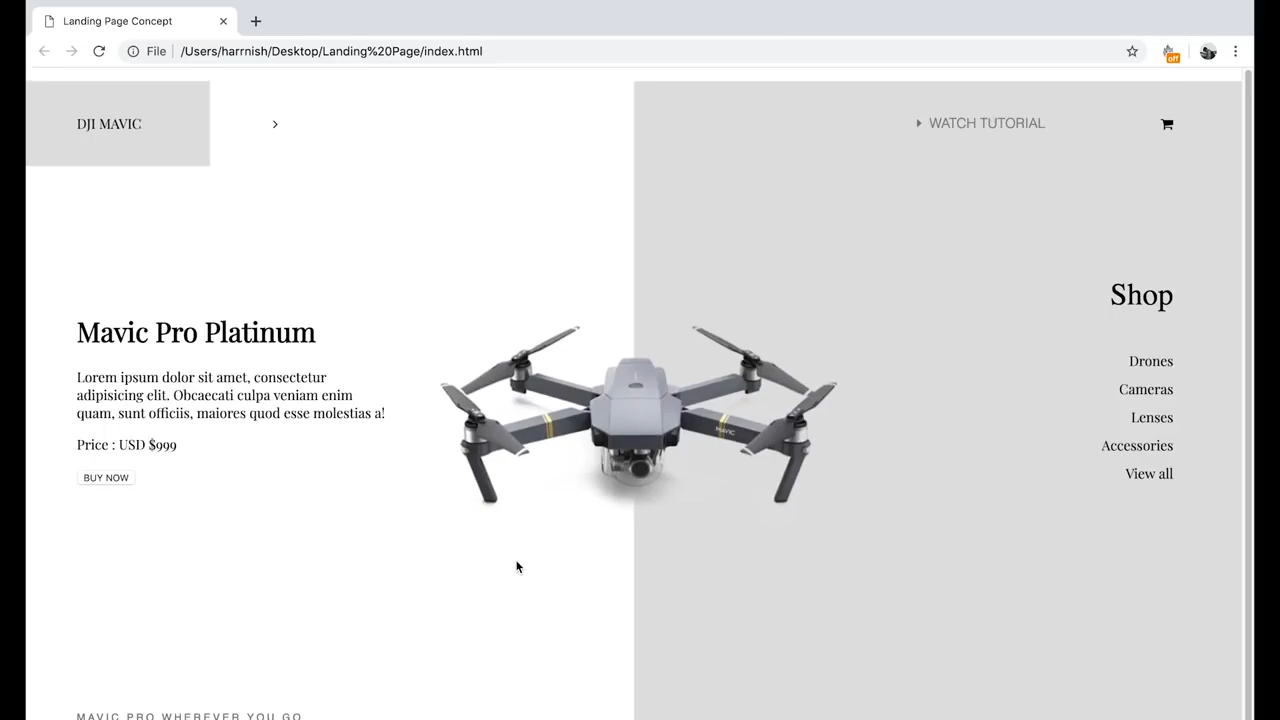 Landing Page Concept
File
/Users/harrnish/Desktop/Landing%20Page/index.html
off
DJI MAVIC
WATCH TUTORIAL
Shop
Mavic Pro Platinum
Lorem ipsum dolor sit amet, consectetur
adipisicing elit. Obcaecati culpa veniam enim
quam, sunt officiis, maiores quod esse molestias a!
Price : USD $999
BUY NOW
MAVIC
Drones
Cameras
Lenses
Accessories
View all
MAVIC PRO WHEREVER YOU GO